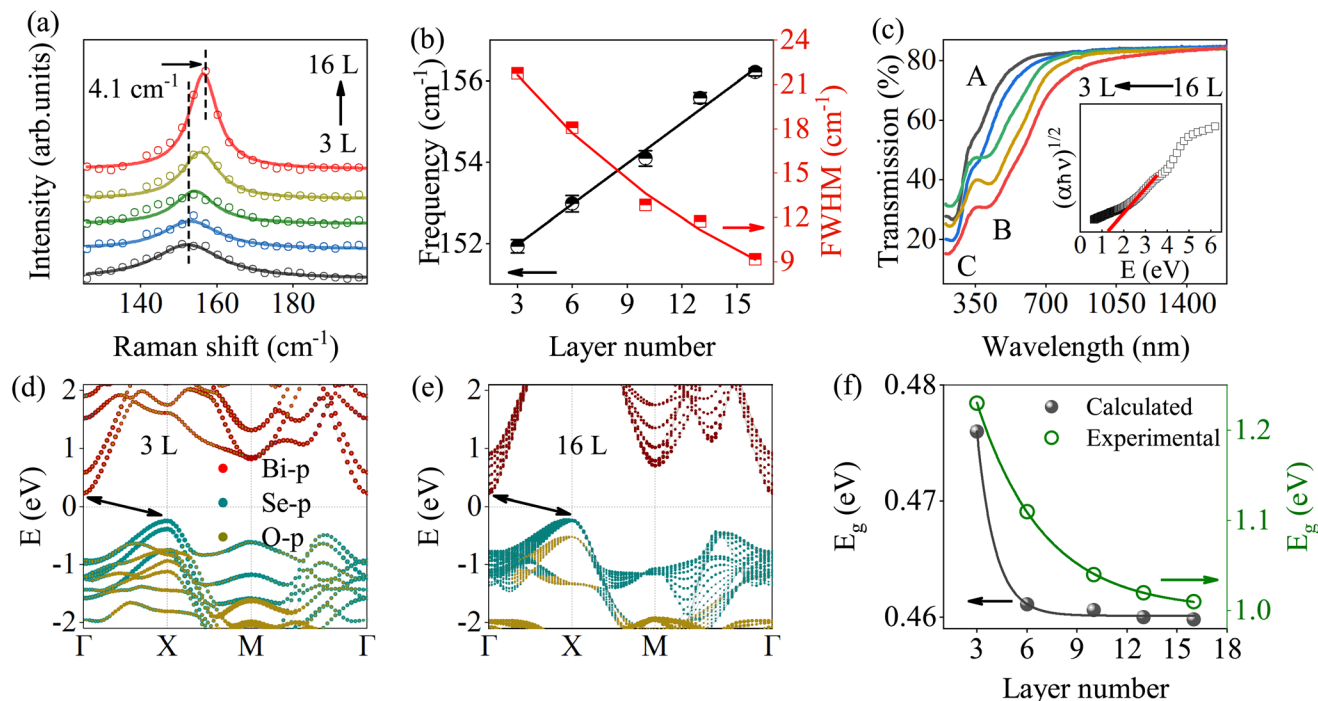 (a)
4.1 cm-1
16 L
3 L
Intensity (arb.units)
140 160 180
Raman shift (cm-1)
(b)
Frequency (cm-1)
156
154
152
24
21
18
15
12
9
FWHM (cm-1)
3 6 9 12 15
Layer number
(c)
Transmission (%)
80
60
40
20
A
B
C
3 L 16 L
(αhν)1/2
0 1 2 3 4 5 6
E (eV)
350 700 1050 1400
Wavelength (nm)
(d)
E (eV)
2
1
0
-1
-2
3 L
Bi-p
Se-p
O-p
Γ X M Γ
(e)
E (eV)
2
1
0
-1
-2
16 L
Γ X M Γ
(f)
Eg (eV)
0.48
0.47
0.46
Calculated
Experimental
1.2
1.1
1.0
Eg (eV)
3 6 9 12 15 18
Layer number